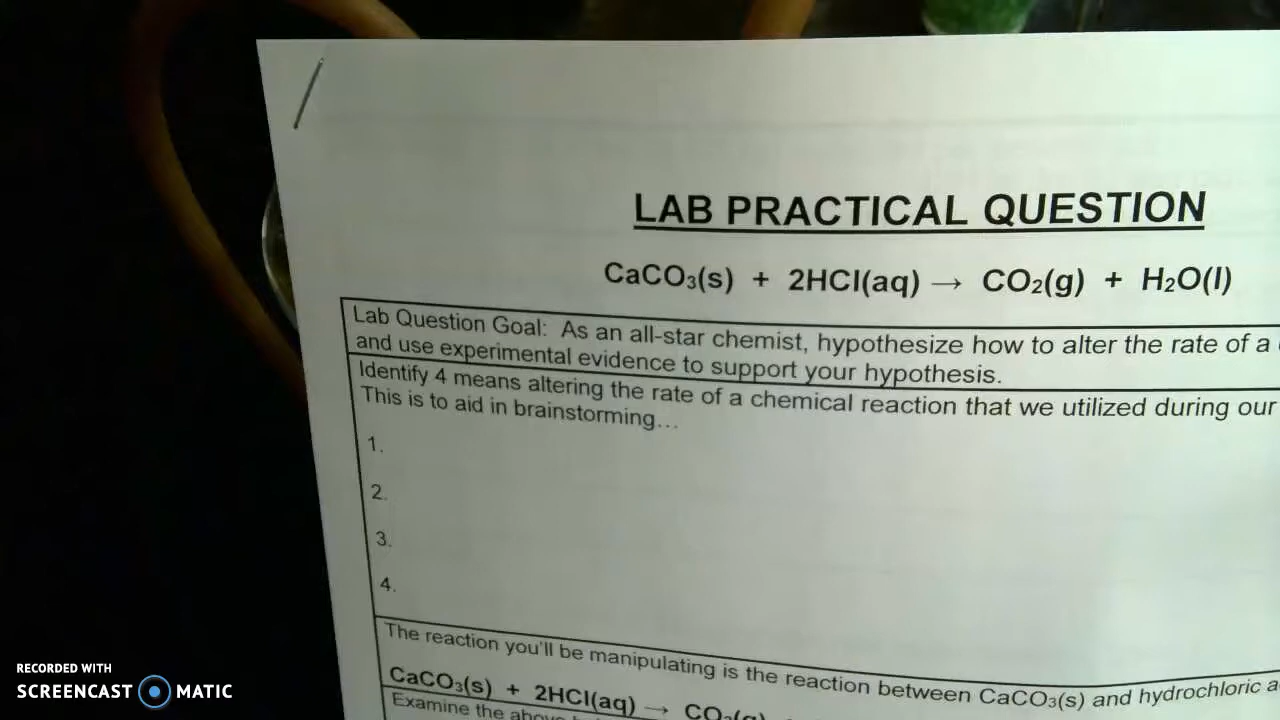 LAB PRACTICAL QUESTION
CaCO₃(s) + 2HCl(aq) → CO₂(g) + H₂O(l)
Lab Question Goal: As an all-star chemist, hypothesize how to alter the rate of a
and use experimental evidence to support your hypothesis.
Identify 4 means altering the rate of a chemical reaction that we utilized during our
This is to aid in brainstorming...
1.
2.
3.
4.
The reaction you'll be manipulating is the reaction between CaCO₃(s) and hydrochloric
CaCO₃(s) + 2HCl(aq) → CO₂(g)
Examine the above
RECORDED WITH
SCREENCAST MATIC